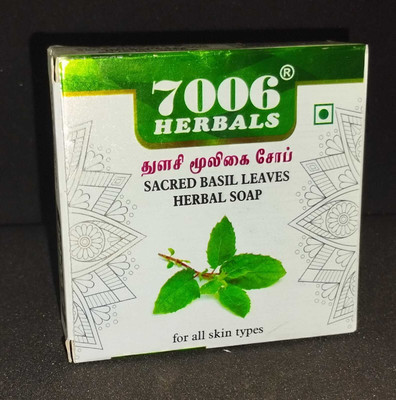 7006®
HERBALS
துளசி மூலிகை சோப்
SACRED BASIL LEAVES
HERBAL SOAP
for all skin types